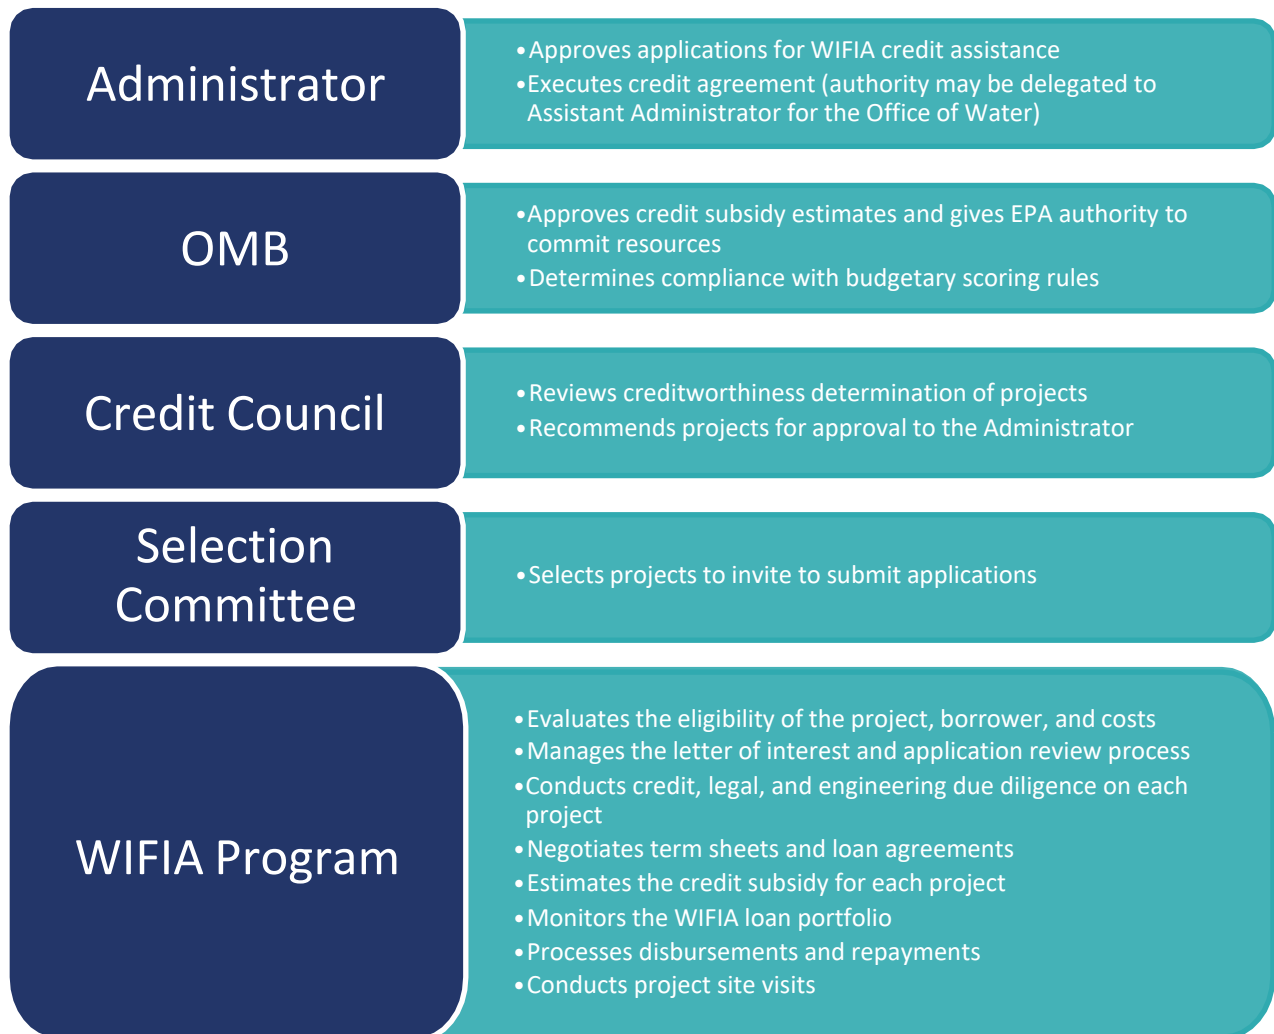 Administrator
•Approves applications for WIFIA credit assistance
•Executes credit agreement (authority may be delegated to
Assistant Administrator for the Office of Water)
OMB
•Approves credit subsidy estimates and gives EPA authority to
commit resources
•Determines compliance with budgetary scoring rules
Credit Council
•Reviews creditworthiness determination of projects
•Recommends projects for approval to the Administrator
Selection
Committee
•Selects projects to invite to submit applications
WIFIA Program
•Evaluates the eligibility of the project, borrower, and costs
•Manages the letter of interest and application review process
•Conducts credit, legal, and engineering due diligence on each
project
•Negotiates term sheets and loan agreements
•Estimates the credit subsidy for each project
•Monitors the WIFIA loan portfolio
•Processes disbursements and repayments
•Conducts project site visits